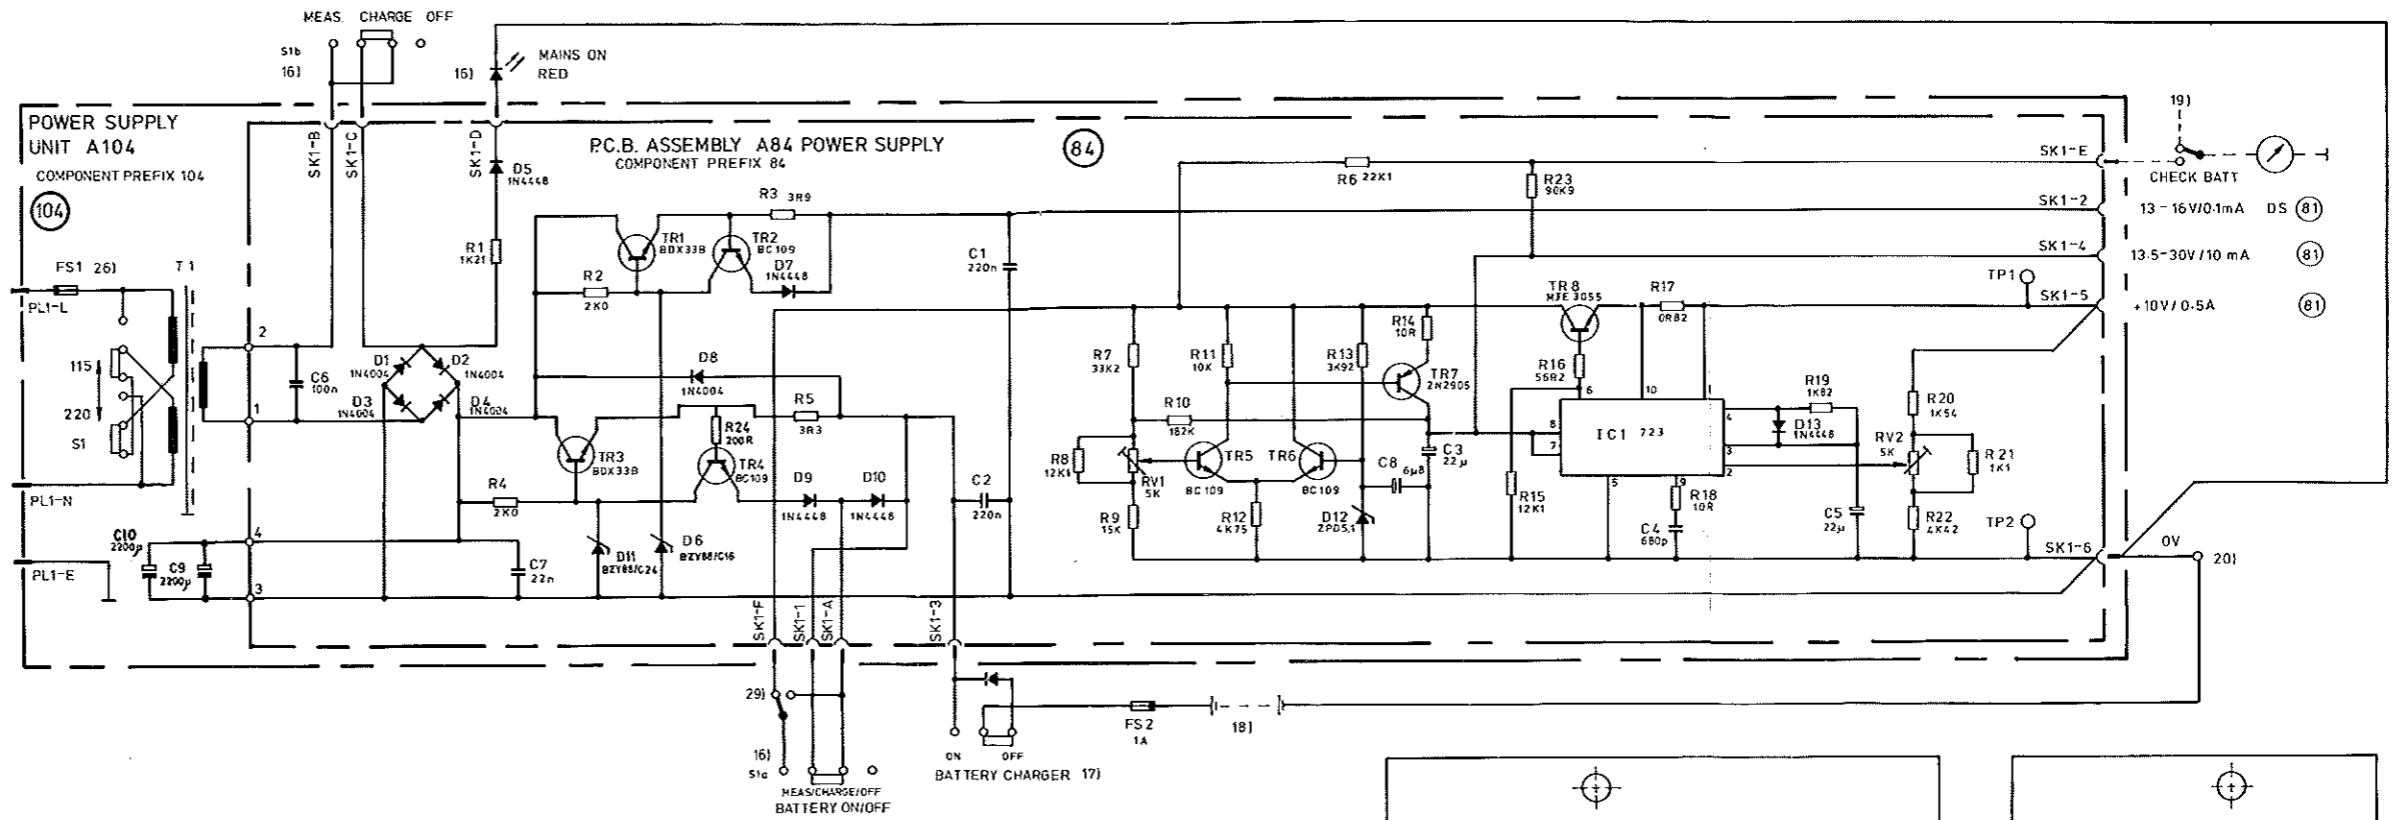 MEAS. CHARGE OFF
S1b
16)
16)
MAINS ON
RED
19)
POWER SUPPLY
UNIT A104
COMPONENT PREFIX 104
104
SK1-B
SK1-C
SK1-D
P.C.B. ASSEMBLY A84 POWER SUPPLY
COMPONENT PREFIX 84
84
D5
1N4448
R1
1K21
R3 3R9
TR1
BDX33B
TR2
BC109
D7
1N4448
R2
2K0
C1
220n
R6 22K1
R23
90K9
SK1-E
CHECK BATT
SK1-2
13-16V/0.1mA DS 81
SK1-4
13.5-30V/10 mA 81
TP1
SK1-5
+10V/0.5A 81
FS1 26)
T1
PL1-L
115
220
S1
PL1-N
PL1-E
2
1
4
3
C6
100n
D1
1N4004
D2
1N4004
D3
1N4004
D4
1N4004
D8
1N4004
R5
3R3
R24
200R
TR3
BDX33B
TR4
BC109
R4
2K0
D9
1N4448
D10
1N4448
C2
220n
C10
2200µ
C9
2200µ
C7
22n
D11
BZY88/C24
D6
BZY88/C16
R7
33K2
R11
10K
R13
3K92
R14
10R
TR7
2N2905
R10
182K
R8
12K1
RV1
5K
TR5
BC109
TR6
BC109
C8
6µ8
C3
22µ
R9
15K
R12
4K75
D12
ZPD5,1
TR8
MJE3055
R17
0R82
R16
56R2
6
10
8
7
IC1 723
4
3
2
5
9
R19
1K82
D13
1N4448
R15
12K1
R18
10R
C4
680p
C5
22µ
R20
1K54
RV2
5K
R21
1K1
R22
4K42
TP2
SK1-6
0V
20)
SK1-F
SK1-1
SK1-A
SK1-3
29)
16)
S1a
MEAS/CHARGE/OFF
BATTERY ON/OFF
ON OFF
BATTERY CHARGER 17)
FS2
1A
18)